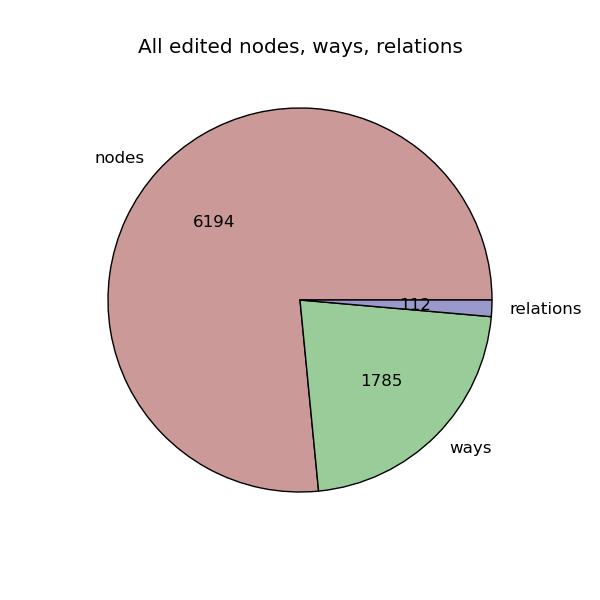 All edited nodes, ways, relations
nodes
6194
112
relations
1785
ways